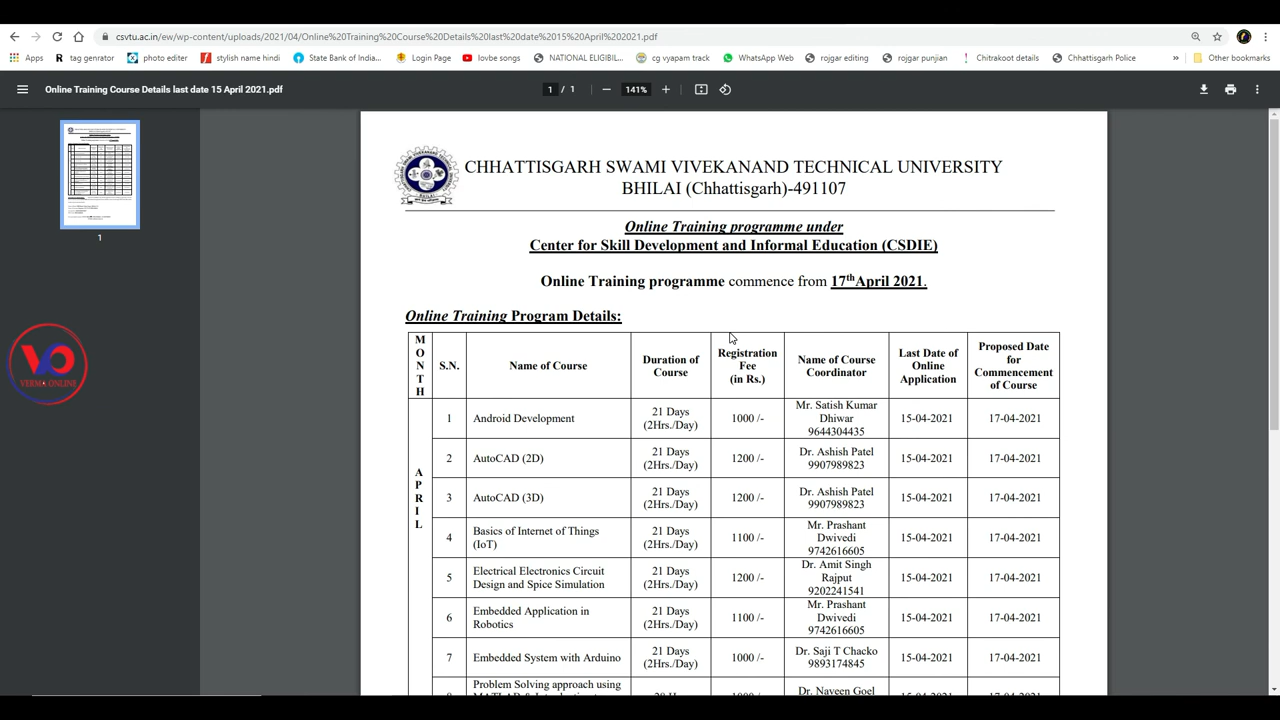 csvtu.ac.in/ew/wp-content/uploads/2021/04/Online%20Training%20Course%20Details%20last%20date%2015%20April%202021.pdf
Apps
tag genrator
photo editer
stylish name hindi
State Bank of India...
Login Page
lovbe songs
NATIONAL ELIGIBIL...
cg vyapam track
WhatsApp Web
rojgar editing
rojgar punjian
Chitrakoot details
Chhattisgarh Police
»
Other bookmarks
Online Training Course Details last date 15 April 2021.pdf
1 / 1
141%
1
VO
VERMA ONLINE
CHHATTISGARH SWAMI VIVEKANAND TECHNICAL UNIVERSITY
BHILAI (Chhattisgarh)-491107
Online Training programme under
Center for Skill Development and Informal Education (CSDIE)
Online Training programme commence from 17thApril 2021.
Online Training Program Details:
MONTH
S.N.
Name of Course
Duration of
Course
Registration
Fee
(in Rs.)
Name of Course
Coordinator
Last Date of
Online
Application
Proposed Date
for
Commencement
of Course
APRIL
1
Android Development
21 Days
(2Hrs./Day)
1000 /-
Mr. Satish Kumar
Dhiwar
9644304435
15-04-2021
17-04-2021
2
AutoCAD (2D)
21 Days
(2Hrs./Day)
1200 /-
Dr. Ashish Patel
9907989823
15-04-2021
17-04-2021
3
AutoCAD (3D)
21 Days
(2Hrs./Day)
1200 /-
Dr. Ashish Patel
9907989823
15-04-2021
17-04-2021
4
Basics of Internet of Things
(IoT)
21 Days
(2Hrs./Day)
1100 /-
Mr. Prashant
Dwivedi
9742616605
15-04-2021
17-04-2021
5
Electrical Electronics Circuit
Design and Spice Simulation
21 Days
(2Hrs./Day)
1200 /-
Dr. Amit Singh
Rajput
9202241541
15-04-2021
17-04-2021
6
Embedded Application in
Robotics
21 Days
(2Hrs./Day)
1100 /-
Mr. Prashant
Dwivedi
9742616605
15-04-2021
17-04-2021
7
Embedded System with Arduino
21 Days
(2Hrs./Day)
1000 /-
Dr. Saji T Chacko
9893174845
15-04-2021
17-04-2021
Problem Solving approach using
Dr. Naveen Goel